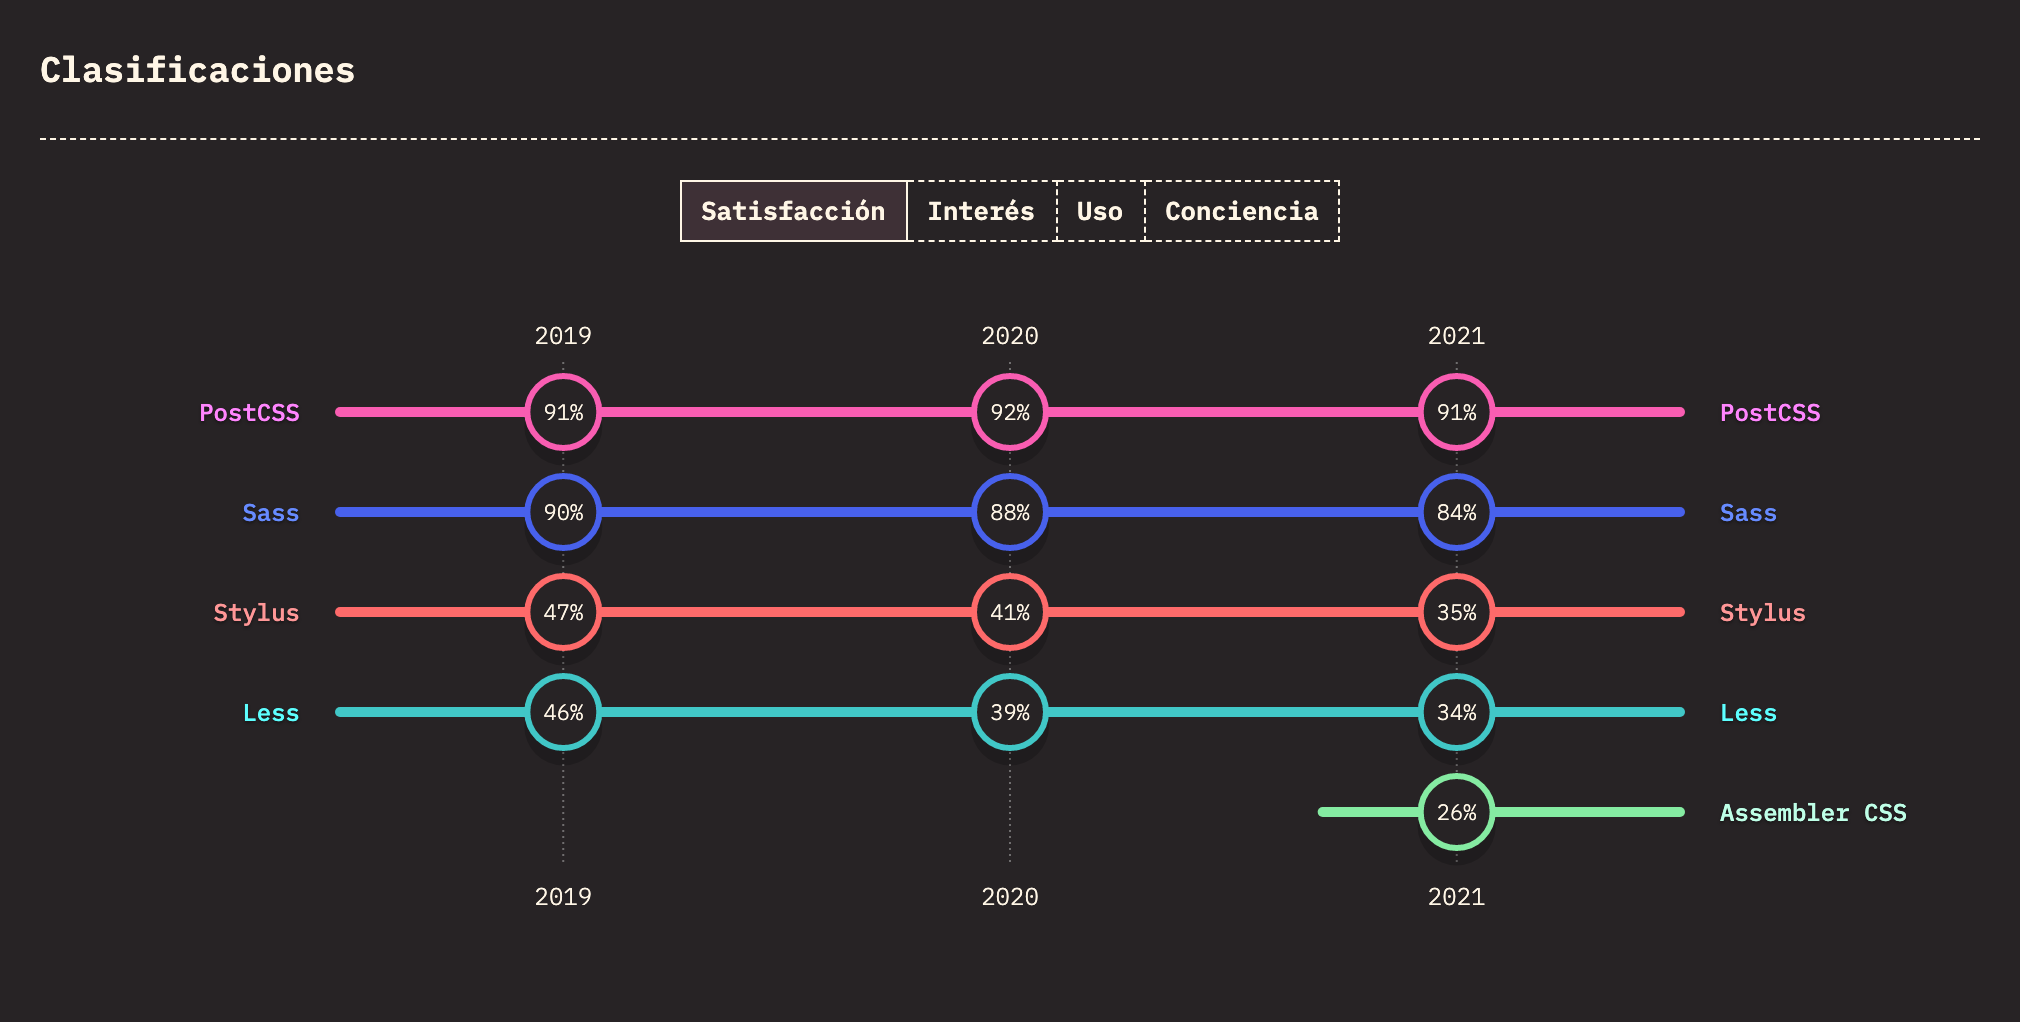 Clasificaciones
Satisfacción Interés Uso Conciencia
2019 2020 2021
PostCSS 91% 92% 91% PostCSS
Sass 90% 88% 84% Sass
Stylus 47% 41% 35% Stylus
Less 46% 39% 34% Less
26% Assembler CSS
2019 2020 2021